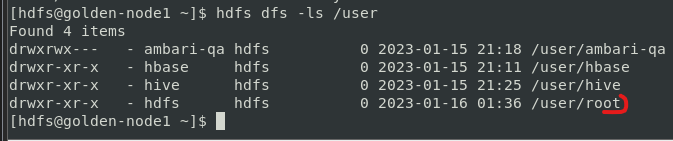 [hdfs@golden-node1 ~]$ hdfs dfs -ls /user
Found 4 items
drwxrwx---   - ambari-qa hdfs          0 2023-01-15 21:18 /user/ambari-qa
drwxr-xr-x   - hbase     hdfs          0 2023-01-15 21:11 /user/hbase
drwxr-xr-x   - hive      hdfs          0 2023-01-15 21:25 /user/hive
drwxr-xr-x   - hdfs      hdfs          0 2023-01-16 01:36 /user/root
[hdfs@golden-node1 ~]$